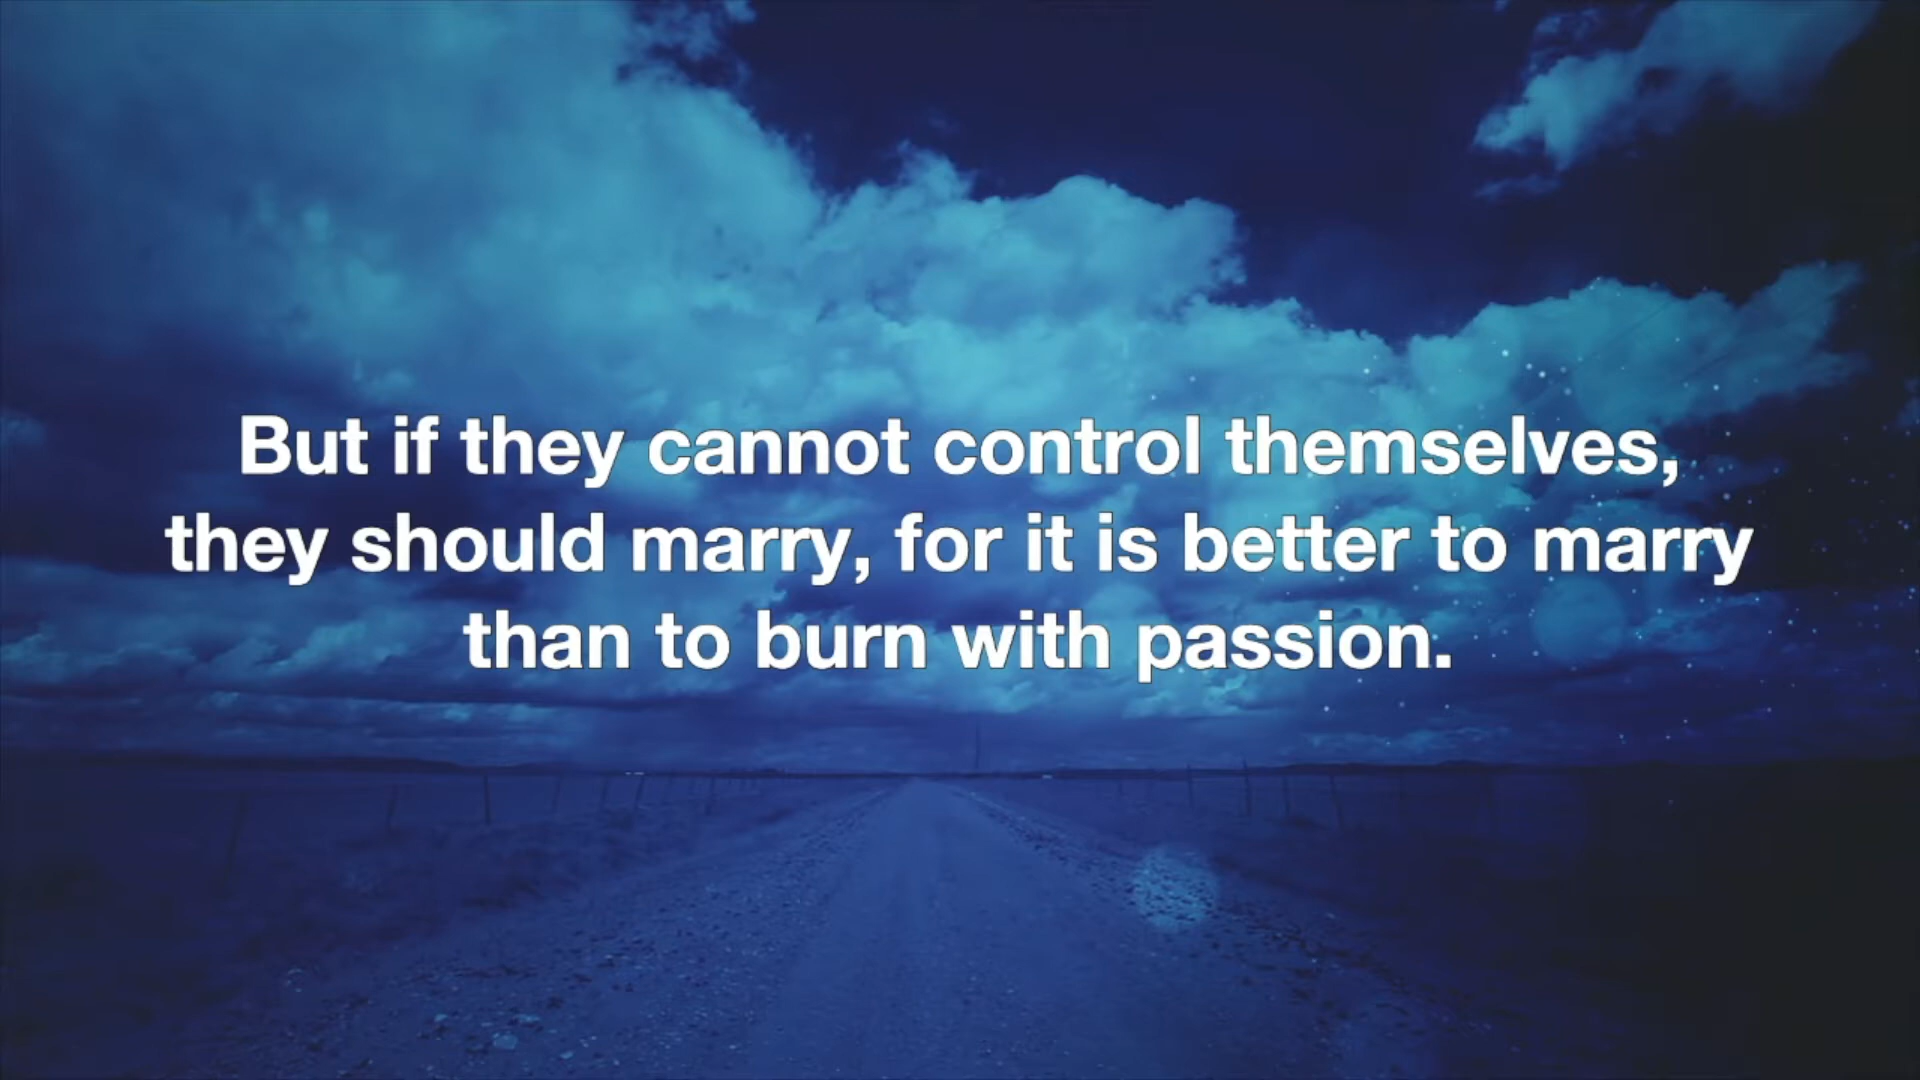 But if they cannot control themselves,
they should marry, for it is better to marry
than to burn with passion.